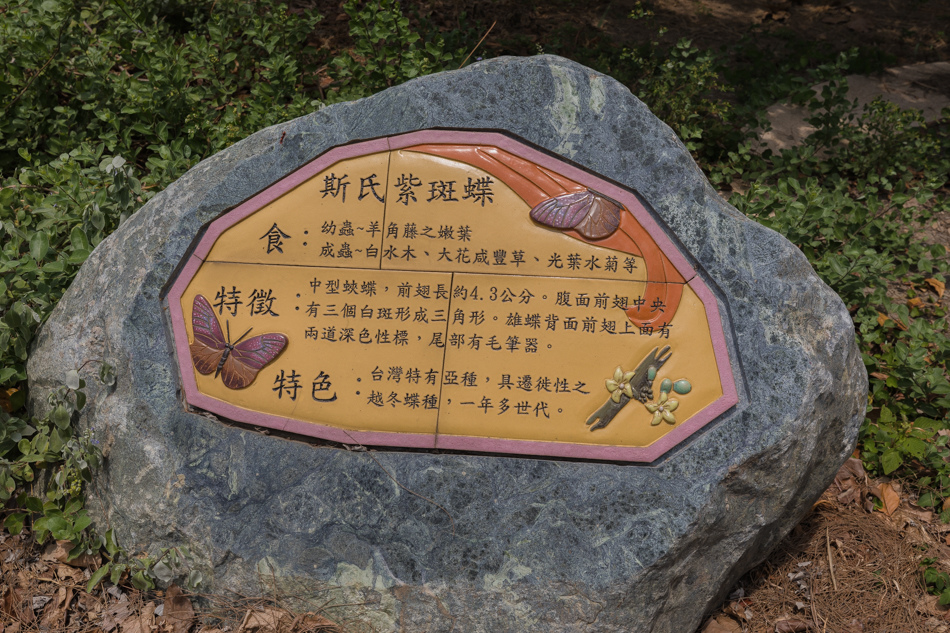 斯氏紫斑蝶
食：幼蟲~羊角藤之嫩葉
成蟲~白水木、大花咸豐草、光葉水菊等
特徵：中型蛺蝶，前翅長約4.3公分。腹面前翅中央
有三個白斑形成三角形。雄蝶背面前翅上面有
兩道深色性標，尾部有毛筆器。
特色：台灣特有亞種，具遷徙性之
越冬蝶種，一年多世代。